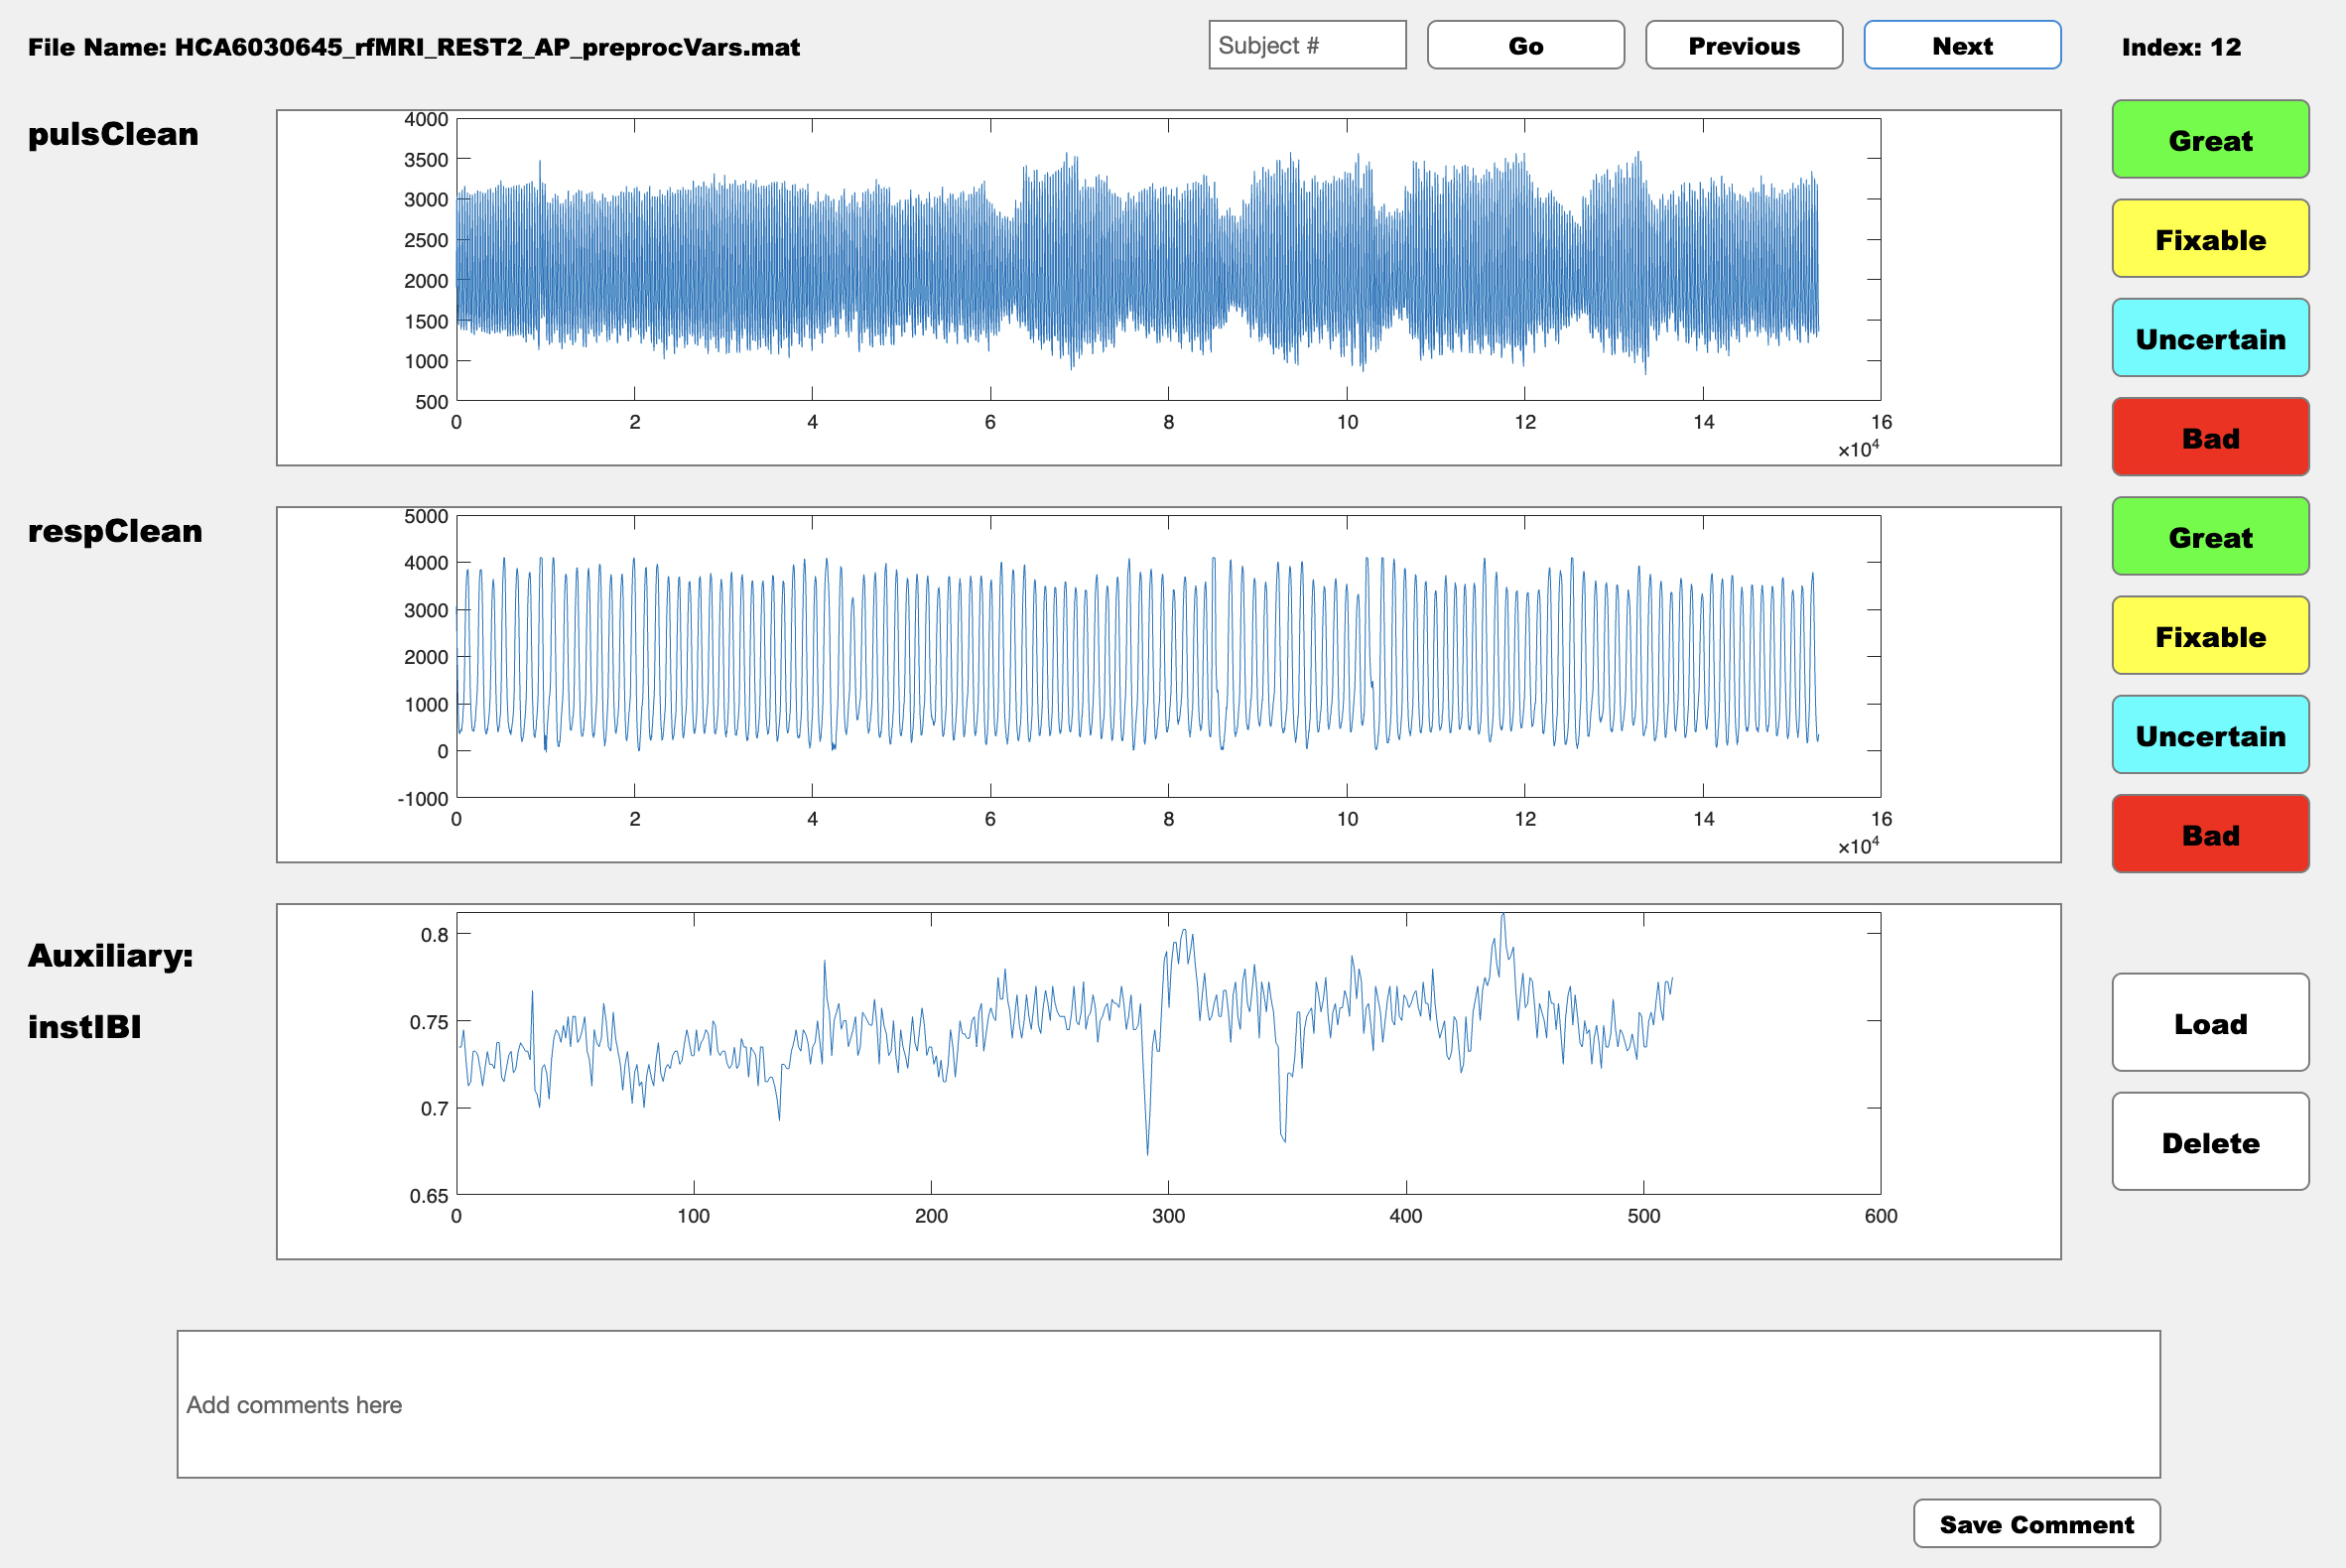 File Name: HCA6030645_rfMRI_REST2_AP_preprocVars.mat
Subject #
Go
Previous
Next
Index: 12
pulsClean
4000
3500
3000
2500
2000
1500
1000
500
0 2 4 6 8 10 12 14 16
×10⁴
Great
Fixable
Uncertain
Bad
respClean
5000
4000
3000
2000
1000
0
-1000
0 2 4 6 8 10 12 14 16
×10⁴
Great
Fixable
Uncertain
Bad
Auxiliary:
instIBI
0.8
0.75
0.7
0.65
0 100 200 300 400 500 600
Load
Delete
Add comments here
Save Comment